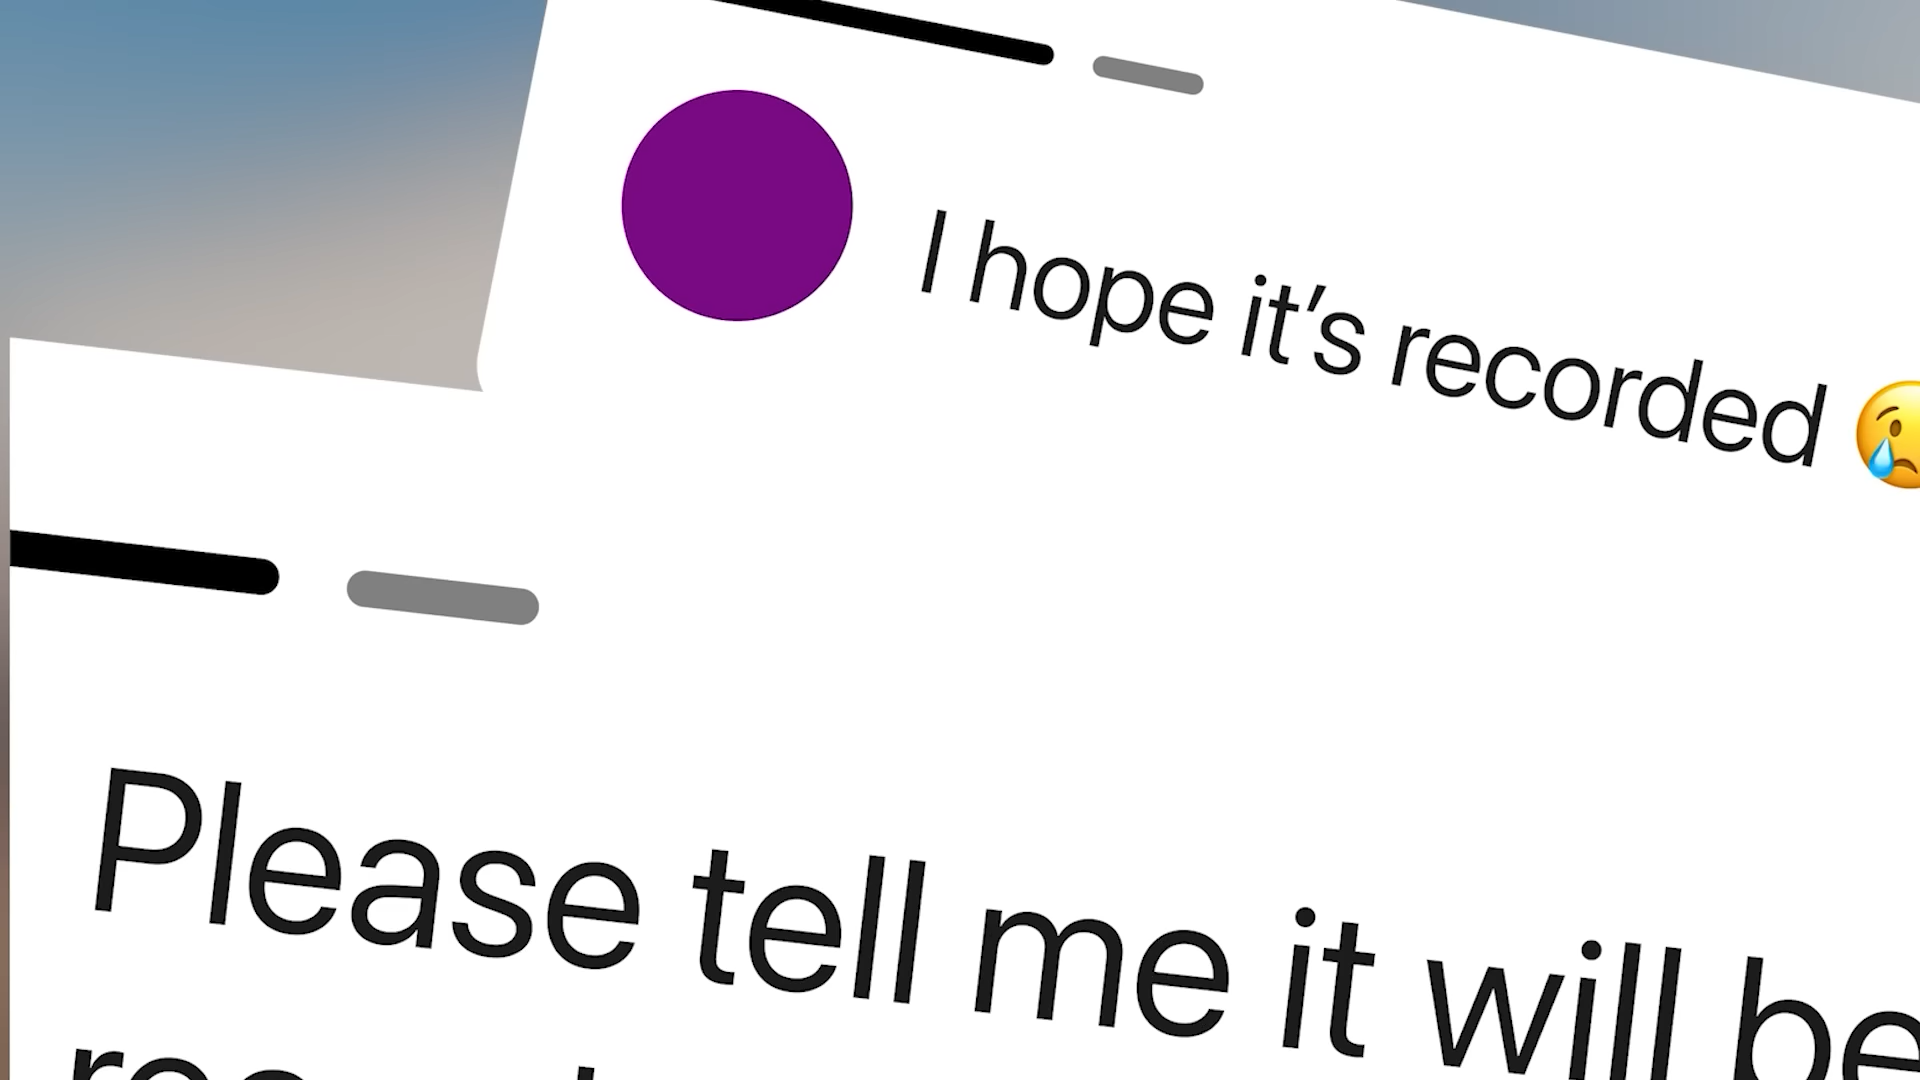 I hope it’s recorded 😢
Please tell me it will be